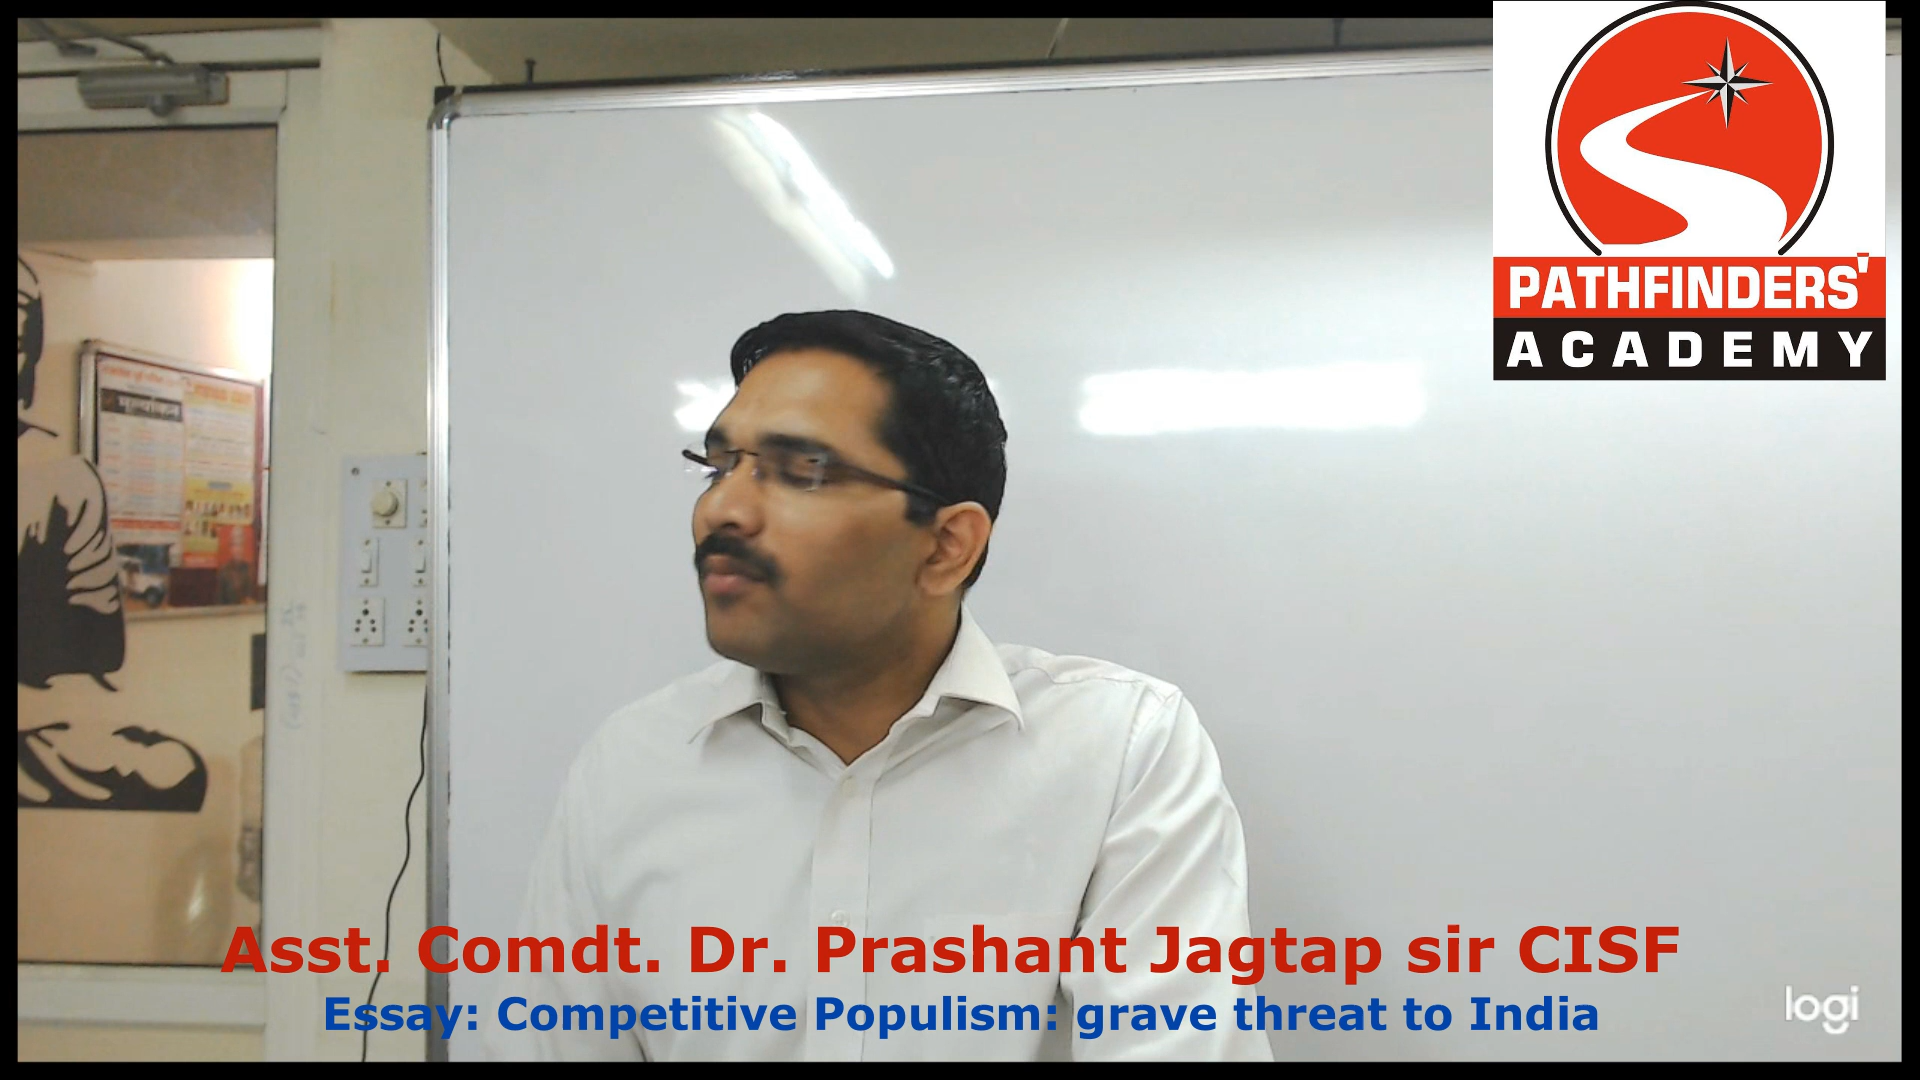 PATHFINDERS'
ACADEMY
Asst. Comdt. Dr. Prashant Jagtap sir CISF
Essay: Competitive Populism: grave threat to India
logi